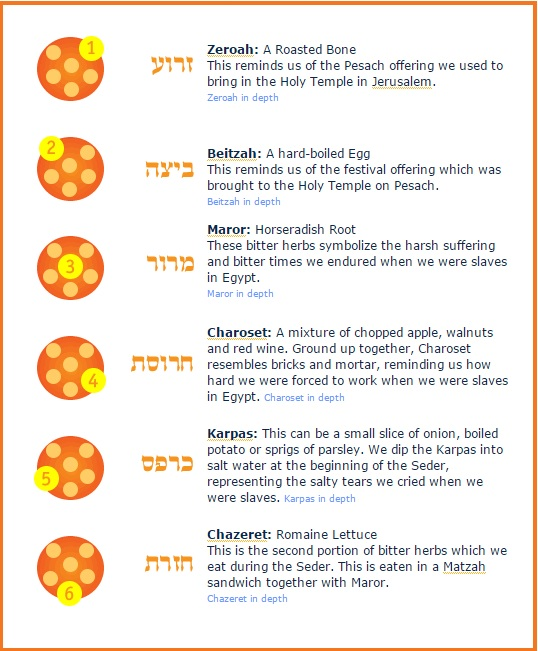 1
זרוע
Zeroah: A Roasted Bone
This reminds us of the Pesach offering we used to
bring in the Holy Temple in Jerusalem.
Zeroah in depth
2
ביצה
Beitzah: A hard-boiled Egg
This reminds us of the festival offering which was
brought to the Holy Temple on Pesach.
Beitzah in depth
3
מרור
Maror: Horseradish Root
These bitter herbs symbolize the harsh suffering
and bitter times we endured when we were slaves
in Egypt.
Maror in depth
4
חרוסת
Charoset: A mixture of chopped apple, walnuts
and red wine. Ground up together, Charoset
resembles bricks and mortar, reminding us how
hard we were forced to work when we were slaves
in Egypt. Charoset in depth
5
כרפס
Karpas: This can be a small slice of onion, boiled
potato or sprigs of parsley. We dip the Karpas into
salt water at the beginning of the Seder,
representing the salty tears we cried when we
were slaves. Karpas in depth
6
חזרת
Chazeret: Romaine Lettuce
This is the second portion of bitter herbs which we
eat during the Seder. This is eaten in a Matzah
sandwich together with Maror.
Chazeret in depth